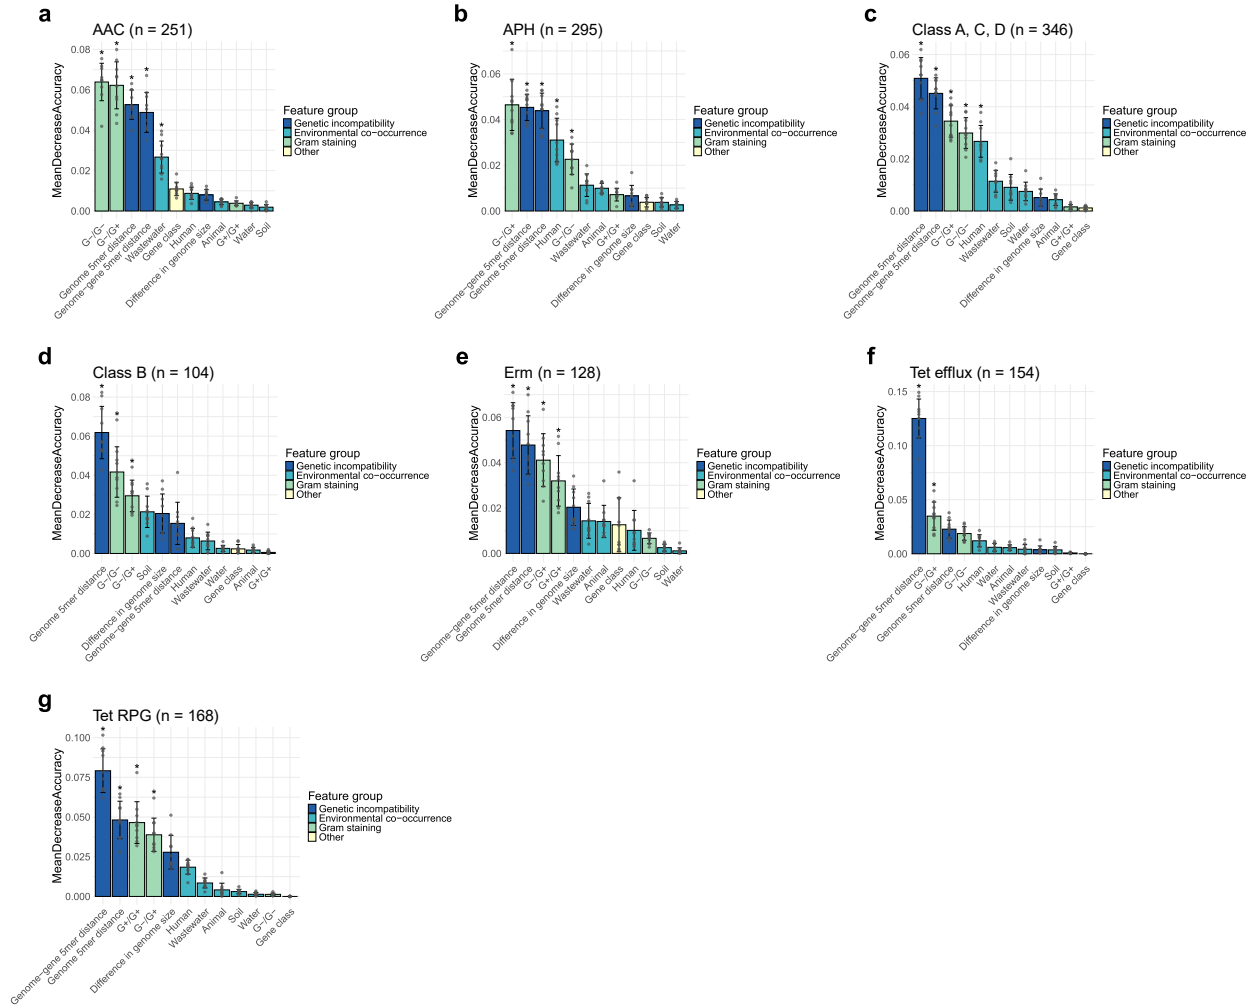 a
AAC (n = 251)
MeanDecreaseAccuracy
0.08
0.06
0.04
0.02
0.00
G−/G−
G−/G+
Genome 5mer distance
Genome−gene 5mer distance
Wastewater
Gene class
Human
Difference in genome size
Animal
G+/G+
Water
Soil
Feature group
Genetic incompatibility
Environmental co−occurrence
Gram staining
Other
b
APH (n = 295)
MeanDecreaseAccuracy
0.06
0.04
0.02
0.00
G−/G+
Genome−gene 5mer distance
Genome 5mer distance
Human
G−/G−
Wastewater
Animal
G+/G+
Difference in genome size
Gene class
Soil
Water
Feature group
Genetic incompatibility
Environmental co−occurrence
Gram staining
Other
c
Class A, C, D (n = 346)
MeanDecreaseAccuracy
0.06
0.04
0.02
0.00
Genome 5mer distance
Genome−gene 5mer distance
G−/G+
G−/G−
Human
Wastewater
Soil
Water
Difference in genome size
Animal
G+/G+
Gene class
Feature group
Genetic incompatibility
Environmental co−occurrence
Gram staining
Other
d
Class B (n = 104)
MeanDecreaseAccuracy
0.08
0.06
0.04
0.02
0.00
Genome 5mer distance
G−/G−
G−/G+
Soil
Difference in genome size
Genome−gene 5mer distance
Human
Wastewater
Water
Gene class
Animal
G+/G+
Feature group
Genetic incompatibility
Environmental co−occurrence
Gram staining
Other
e
Erm (n = 128)
MeanDecreaseAccuracy
0.06
0.04
0.02
0.00
Genome−gene 5mer distance
Genome 5mer distance
G−/G+
G+/G+
Difference in genome size
Wastewater
Animal
Gene class
Human
G−/G−
Soil
Water
Feature group
Genetic incompatibility
Environmental co−occurrence
Gram staining
Other
f
Tet efflux (n = 154)
MeanDecreaseAccuracy
0.15
0.10
0.05
0.00
Genome−gene 5mer distance
G−/G+
Genome 5mer distance
G−/G−
Human
Water
Animal
Wastewater
Difference in genome size
Soil
G+/G+
Gene class
Feature group
Genetic incompatibility
Environmental co−occurrence
Gram staining
Other
g
Tet RPG (n = 168)
MeanDecreaseAccuracy
0.100
0.075
0.050
0.025
0.000
Genome−gene 5mer distance
Genome 5mer distance
G+/G+
G−/G+
Difference in genome size
Human
Wastewater
Animal
Soil
Water
G−/G−
Gene class
Feature group
Genetic incompatibility
Environmental co−occurrence
Gram staining
Other